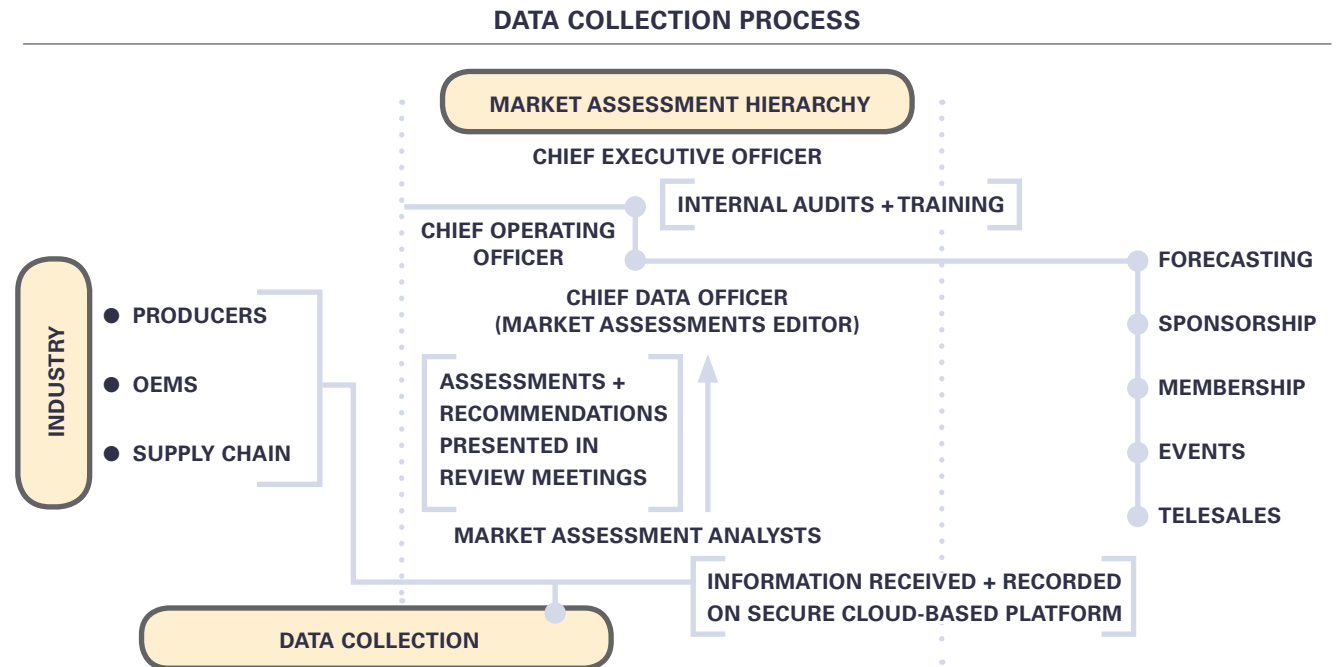 DATA COLLECTION PROCESS
MARKET ASSESSMENT HIERARCHY
CHIEF EXECUTIVE OFFICER
INTERNAL AUDITS + TRAINING
CHIEF OPERATING
OFFICER
CHIEF DATA OFFICER
(MARKET ASSESSMENTS EDITOR)
INDUSTRY
PRODUCERS
OEMS
SUPPLY CHAIN
ASSESSMENTS +
RECOMMENDATIONS
PRESENTED IN
REVIEW MEETINGS
MARKET ASSESSMENT ANALYSTS
FORECASTING
SPONSORSHIP
MEMBERSHIP
EVENTS
TELESALES
INFORMATION RECEIVED + RECORDED
ON SECURE CLOUD-BASED PLATFORM
DATA COLLECTION